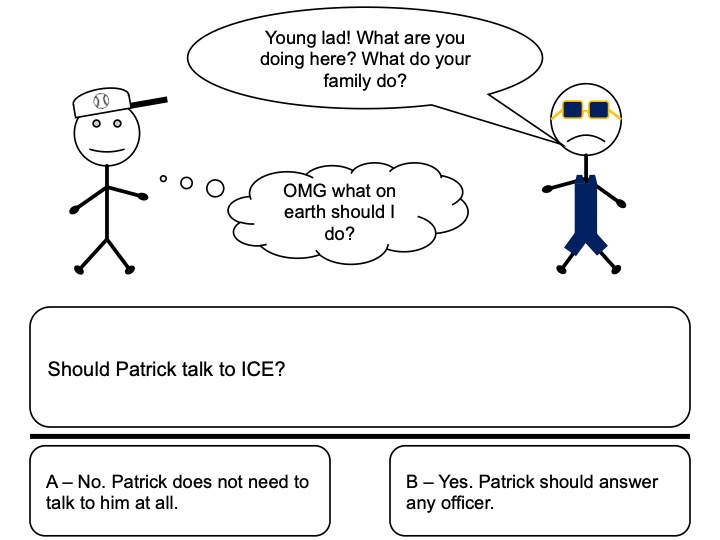 Young lad! What are you
doing here? What do your
family do?
OMG what on
earth should I
do?
Should Patrick talk to ICE?
A – No. Patrick does not need to
talk to him at all.
B – Yes. Patrick should answer
any officer.